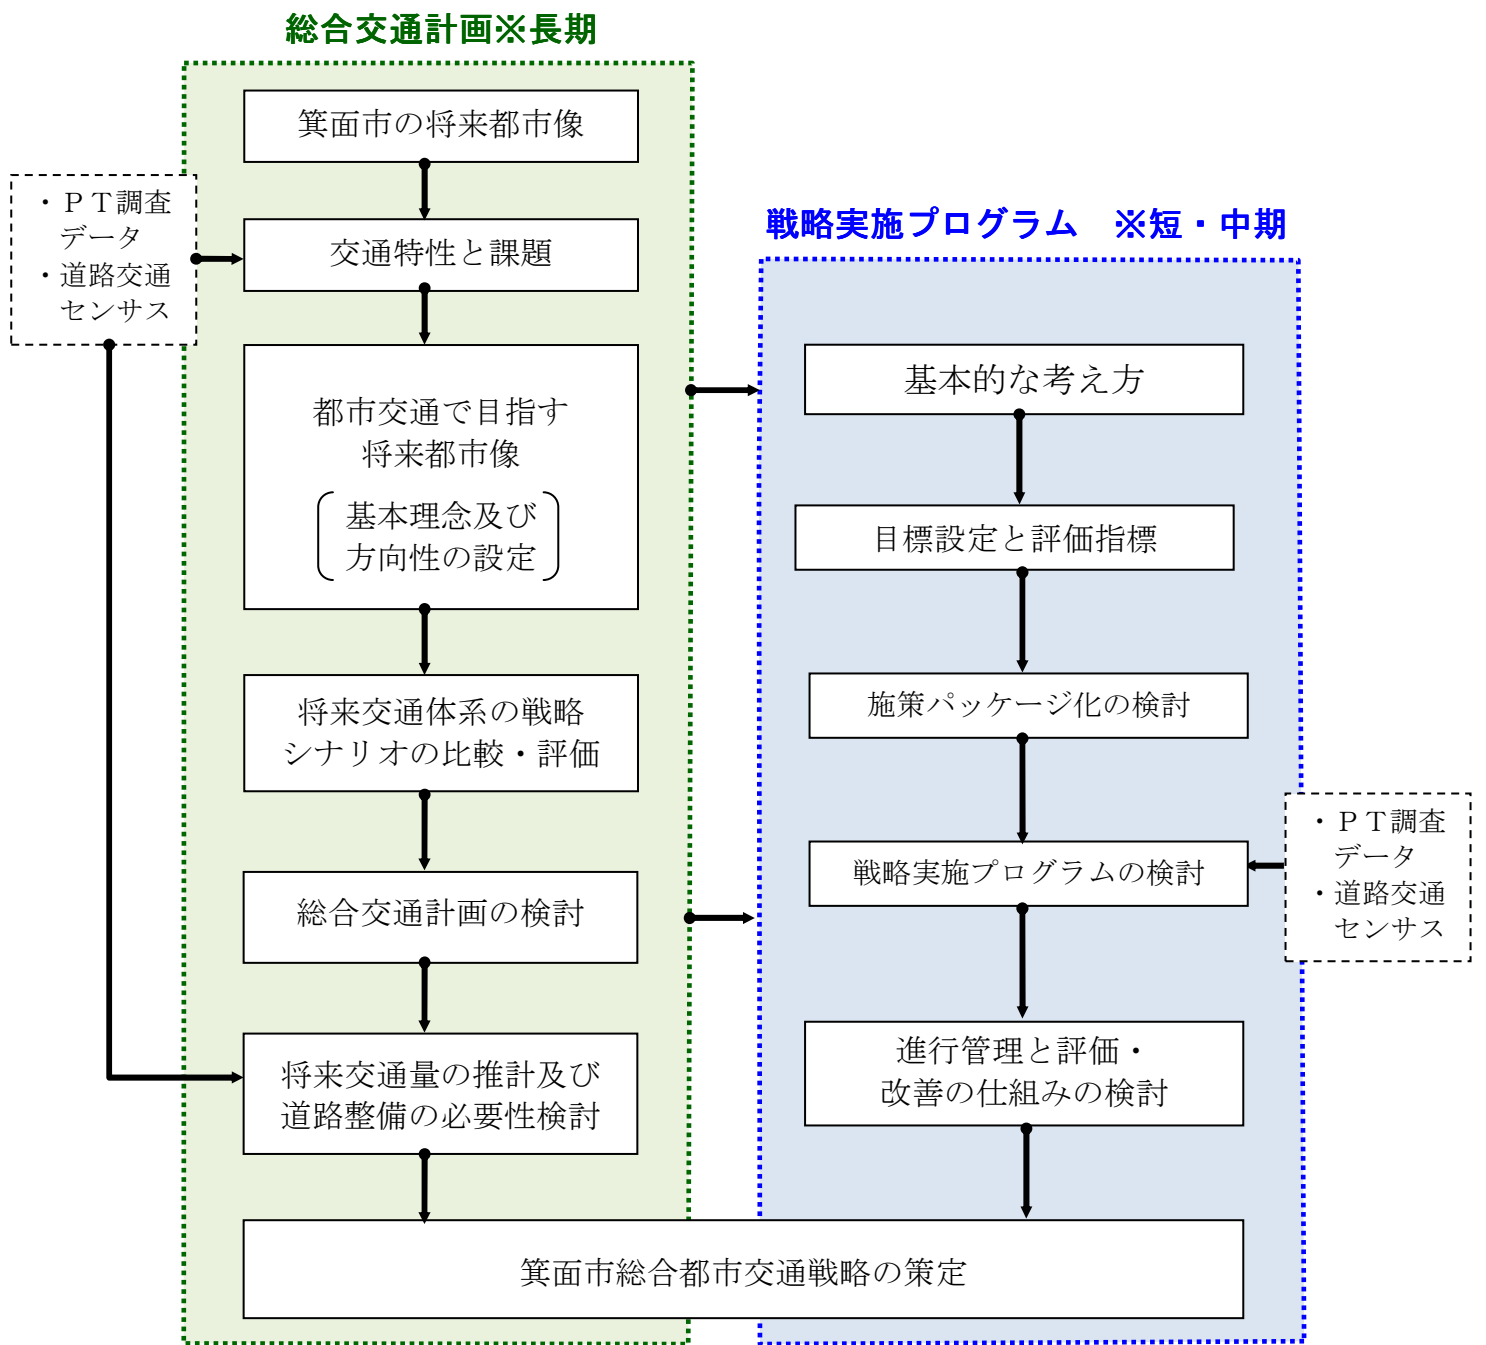 総合交通計画※長期
箕面市の将来都市像
・ＰＴ調査
データ
・道路交通
センサス
交通特性と課題
都市交通で目指す
将来都市像
基本理念及び
方向性の設定
将来交通体系の戦略
シナリオの比較・評価
総合交通計画の検討
将来交通量の推計及び
道路整備の必要性検討
戦略実施プログラム　※短・中期
基本的な考え方
目標設定と評価指標
施策パッケージ化の検討
戦略実施プログラムの検討
・ＰＴ調査
データ
・道路交通
センサス
進行管理と評価・
改善の仕組みの検討
箕面市総合都市交通戦略の策定